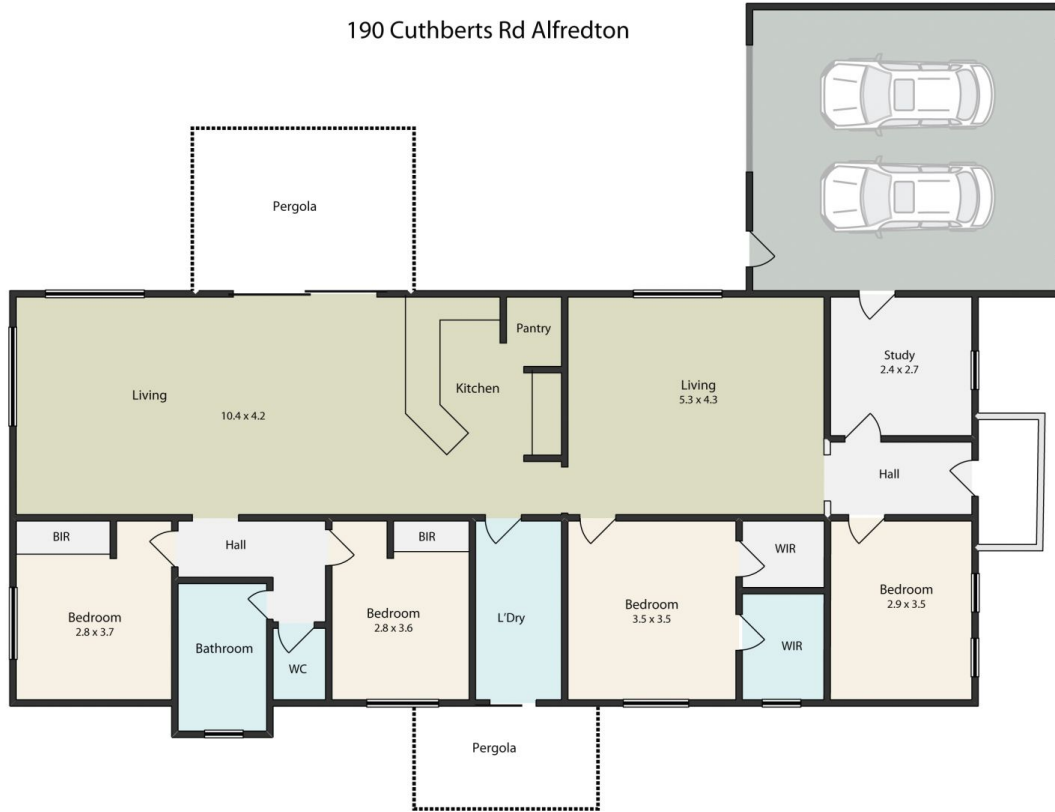 190 Cuthberts Rd Alfredton
Pergola
Pantry
Kitchen
Living
10.4 x 4.2
Living
5.3 x 4.3
Study
2.4 x 2.7
Hall
BIR
Hall
BIR
Bedroom
2.8 x 3.7
Bathroom
WC
Bedroom
2.8 x 3.6
L'Dry
Bedroom
3.5 x 3.5
WIR
WIR
Bedroom
2.9 x 3.5
Pergola